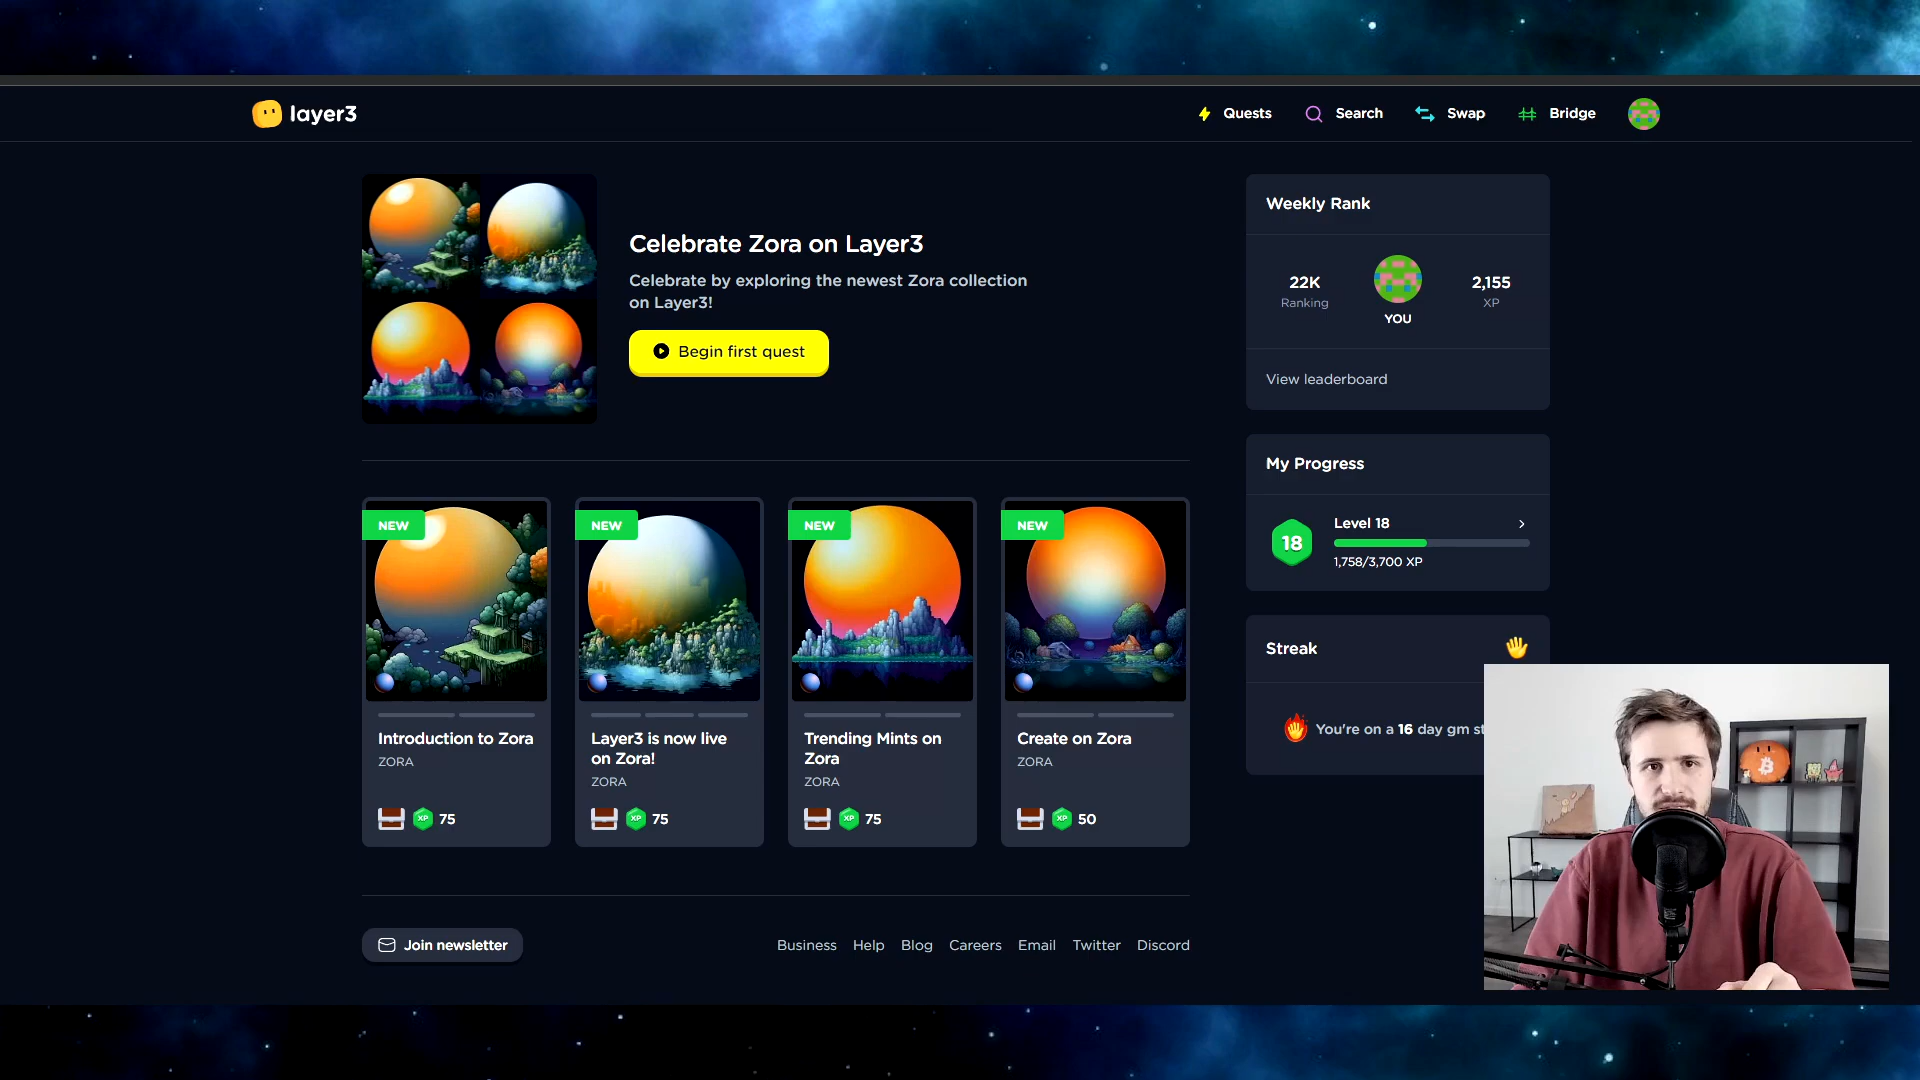 layer3
Quests
Search
Swap
Bridge
Celebrate Zora on Layer3
Celebrate by exploring the newest Zora collection
on Layer3!
Begin first quest
Weekly Rank
22K
Ranking
YOU
2,155
XP
View leaderboard
My Progress
18
Level 18
1,758/3,700 XP
Streak
You're on a 16 day gm st
NEW
Introduction to Zora
ZORA
XP 75
NEW
Layer3 is now live
on Zora!
ZORA
XP 75
NEW
Trending Mints on
Zora
ZORA
XP 75
NEW
Create on Zora
ZORA
XP 50
Join newsletter
Business
Help
Blog
Careers
Email
Twitter
Discord